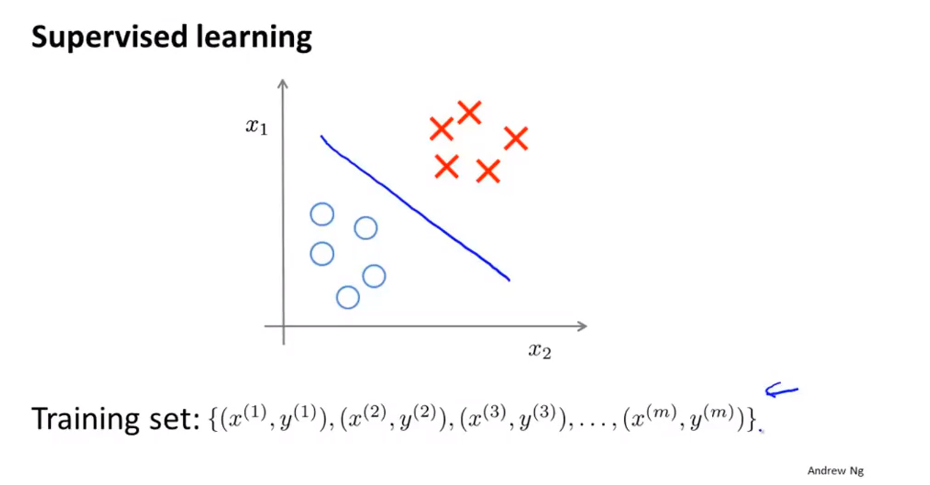 Supervised learning
x₁
x₂
Training set: {(x⁽¹⁾, y⁽¹⁾), (x⁽²⁾, y⁽²⁾), (x⁽³⁾, y⁽³⁾), . . . , (x⁽ᵐ⁾, y⁽ᵐ⁾)}.
Andrew Ng